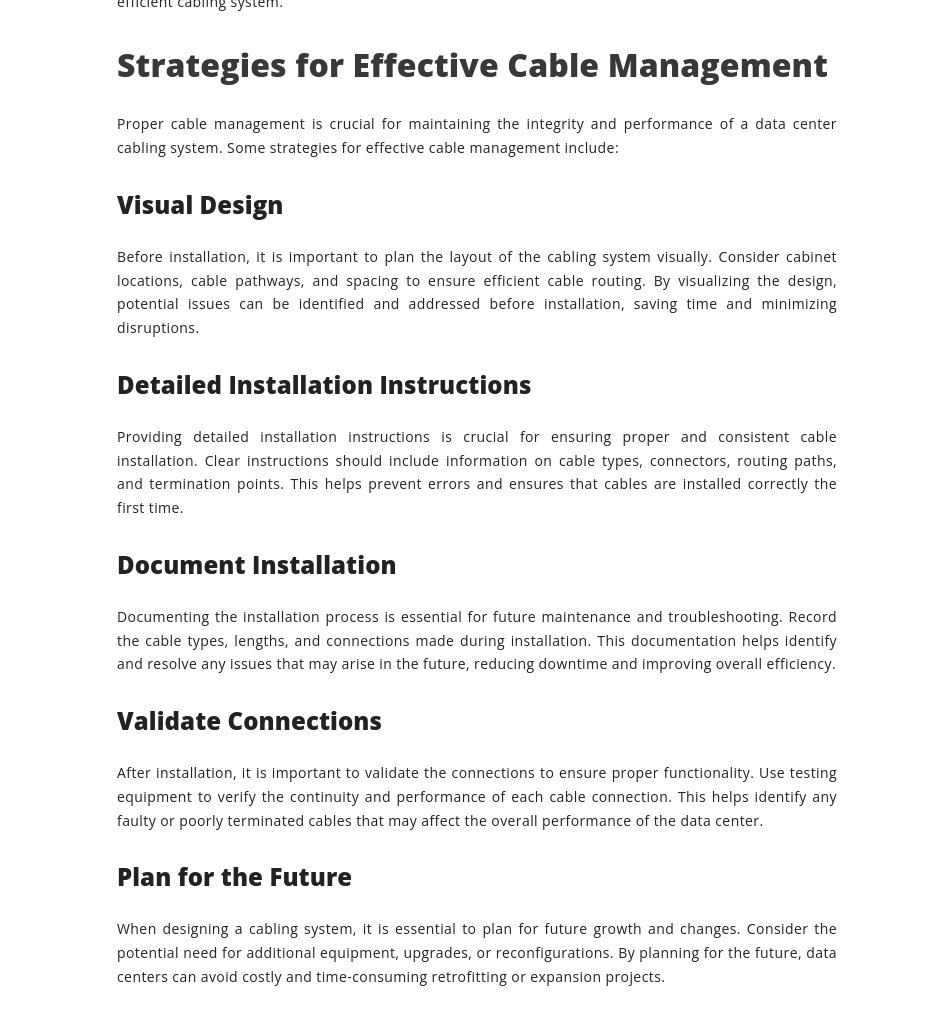 efficient cabling system.
Strategies for Effective Cable Management
Proper cable management is crucial for maintaining the integrity and performance of a data center
cabling system. Some strategies for effective cable management include:
Visual Design
Before installation, it is important to plan the layout of the cabling system visually. Consider cabinet
locations, cable pathways, and spacing to ensure efficient cable routing. By visualizing the design,
potential issues can be identified and addressed before installation, saving time and minimizing
disruptions.
Detailed Installation Instructions
Providing detailed installation instructions is crucial for ensuring proper and consistent cable
installation. Clear instructions should include information on cable types, connectors, routing paths,
and termination points. This helps prevent errors and ensures that cables are installed correctly the
first time.
Document Installation
Documenting the installation process is essential for future maintenance and troubleshooting. Record
the cable types, lengths, and connections made during installation. This documentation helps identify
and resolve any issues that may arise in the future, reducing downtime and improving overall efficiency.
Validate Connections
After installation, it is important to validate the connections to ensure proper functionality. Use testing
equipment to verify the continuity and performance of each cable connection. This helps identify any
faulty or poorly terminated cables that may affect the overall performance of the data center.
Plan for the Future
When designing a cabling system, it is essential to plan for future growth and changes. Consider the
potential need for additional equipment, upgrades, or reconfigurations. By planning for the future, data
centers can avoid costly and time-consuming retrofitting or expansion projects.